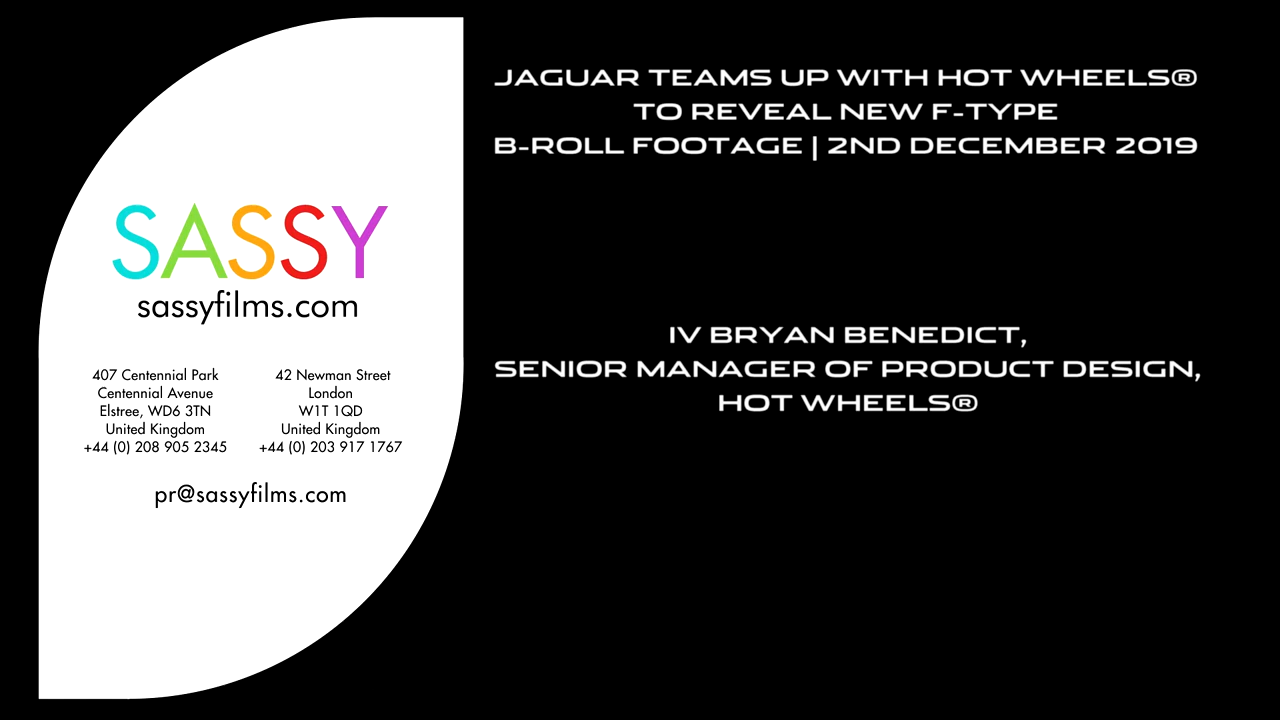 SASSY
sassyfilms.com
407 Centennial Park
Centennial Avenue
Elstree, WD6 3TN
United Kingdom
+44 (0) 208 905 2345
42 Newman Street
London
W1T 1QD
United Kingdom
+44 (0) 203 917 1767
pr@sassyfilms.com
JAGUAR TEAMS UP WITH HOT WHEELS®
TO REVEAL NEW F-TYPE
B-ROLL FOOTAGE | 2ND DECEMBER 2019
IV BRYAN BENEDICT,
SENIOR MANAGER OF PRODUCT DESIGN,
HOT WHEELS®